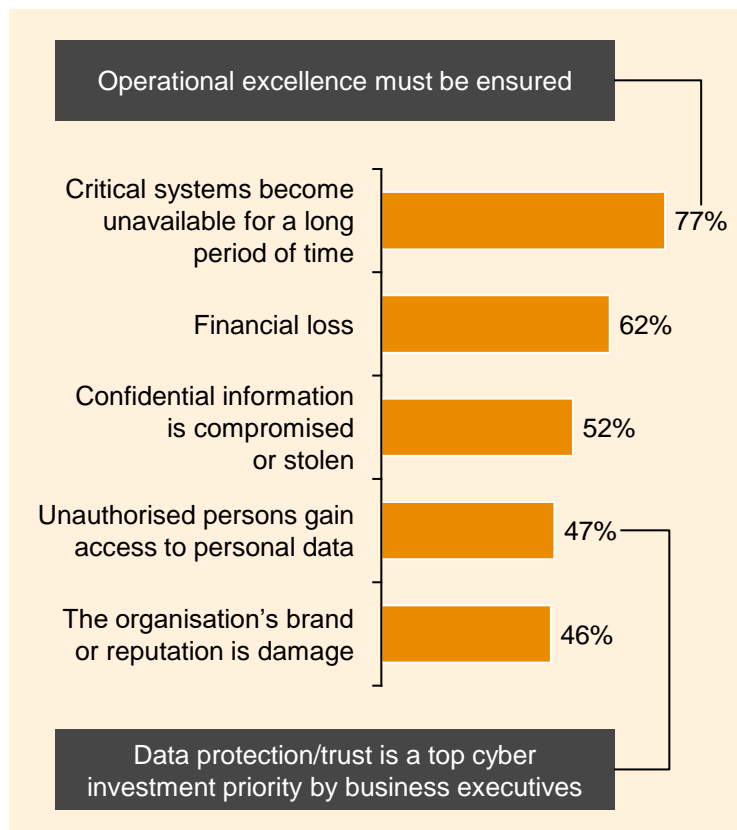 Operational excellence must be ensured
Critical systems become
unavailable for a long
period of time
77%
Financial loss
62%
Confidential information
is compromised
or stolen
52%
Unauthorised persons gain
access to personal data
47%
The organisation’s brand
or reputation is damage
46%
Data protection/trust is a top cyber
investment priority by business executives